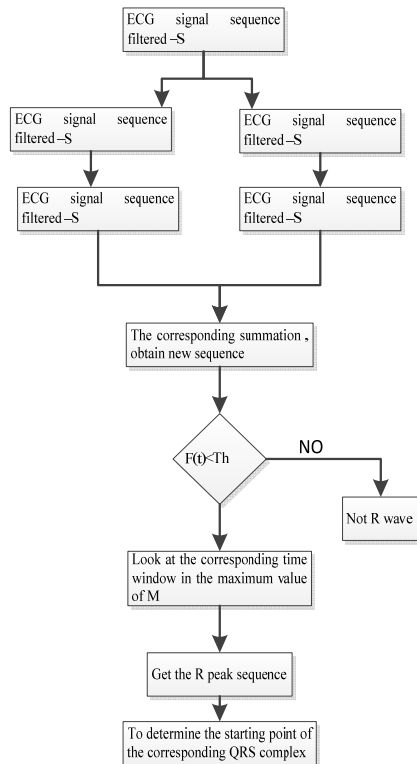 ECG signal sequence
filtered –S
ECG signal sequence
filtered –S
ECG signal sequence
filtered –S
ECG signal sequence
filtered –S
ECG signal sequence
filtered –S
The corresponding summation ,
obtain new sequence
F(t)<Th
NO
Not R wave
Look at the corresponding time
window in the maximum value
of M
Get the R peak sequence
To determine the starting point of
the corresponding QRS complex